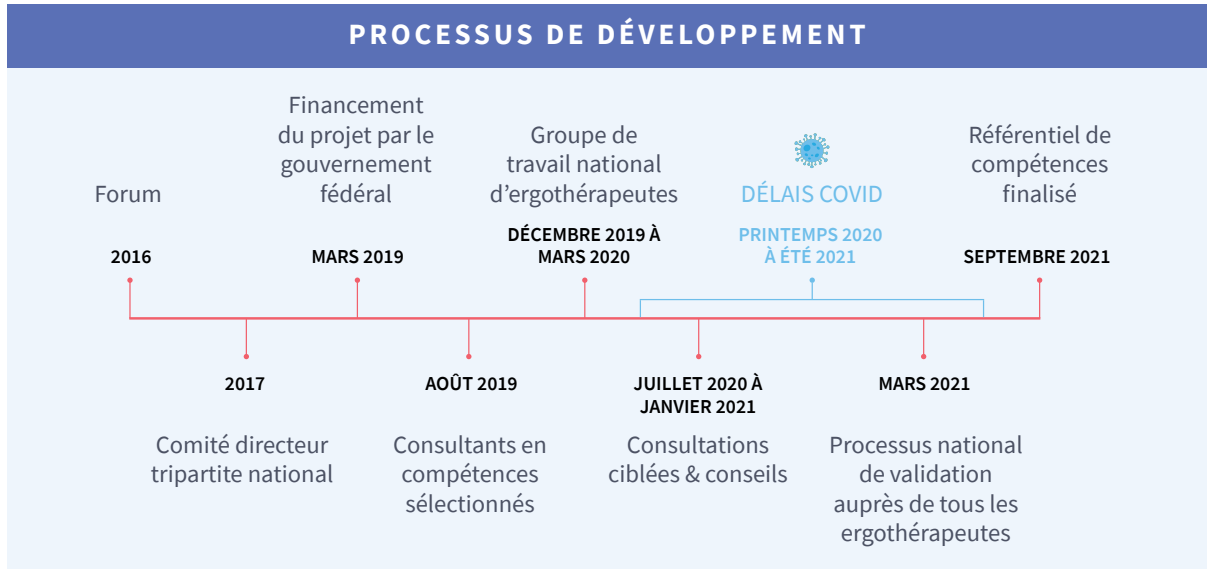 PROCESSUS DE DÉVELOPPEMENT
Forum
2016
Financement
du projet par le
gouvernement
fédéral
MARS 2019
Groupe de
travail national
d'ergothérapeutes
DÉCEMBRE 2019 À
MARS 2020
DÉLAIS COVID
PRINTEMPS 2020
À ÉTÉ 2021
Référentiel de
compétences
finalisé
SEPTEMBRE 2021
2017
Comité directeur
tripartite national
AOÛT 2019
Consultants en
compétences
sélectionnés
JUILLET 2020 À
JANVIER 2021
Consultations
ciblées & conseils
MARS 2021
Processus national
de validation
auprès de tous les
ergothérapeutes